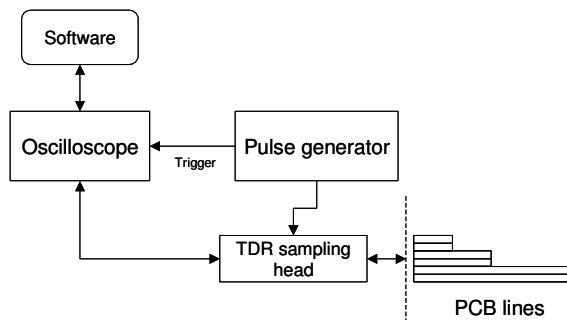 Software
Oscilloscope
Trigger
Pulse generator
TDR sampling
head
PCB lines